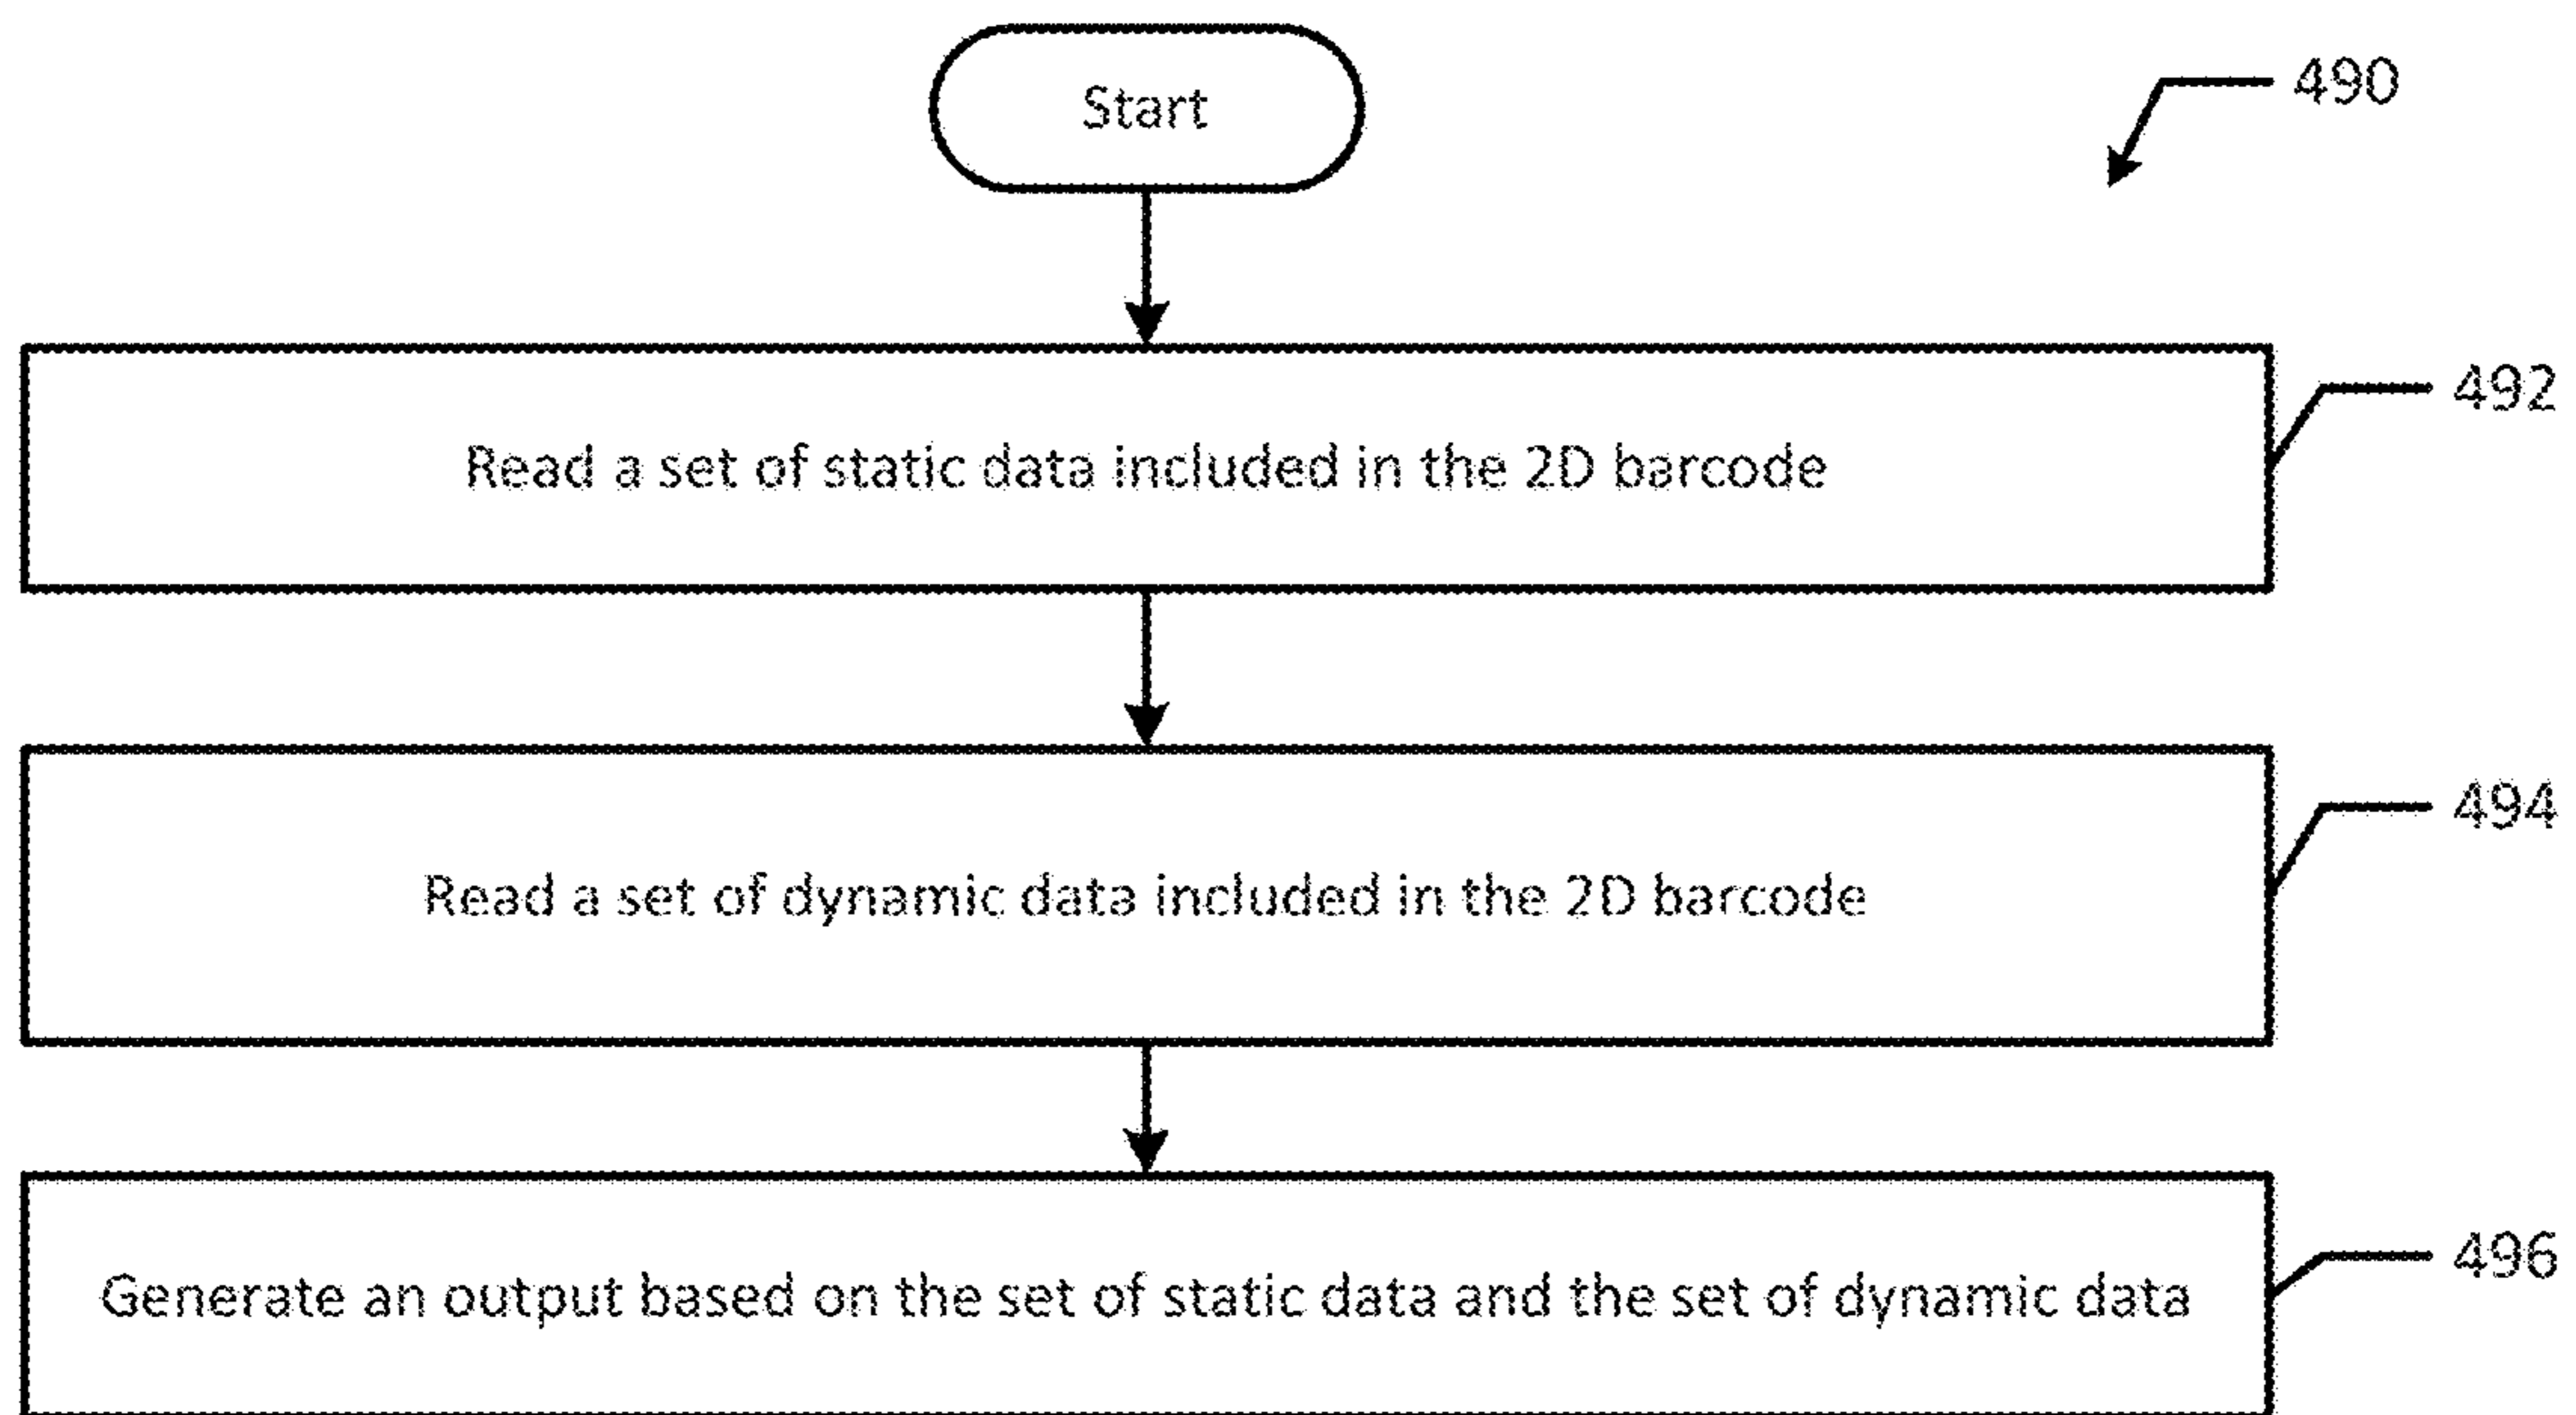 Start
490
Read a set of static data included in the 2D barcode
492
Read a set of dynamic data included in the 2D barcode
494
Generate an output based on the set of static data and the set of dynamic data
496